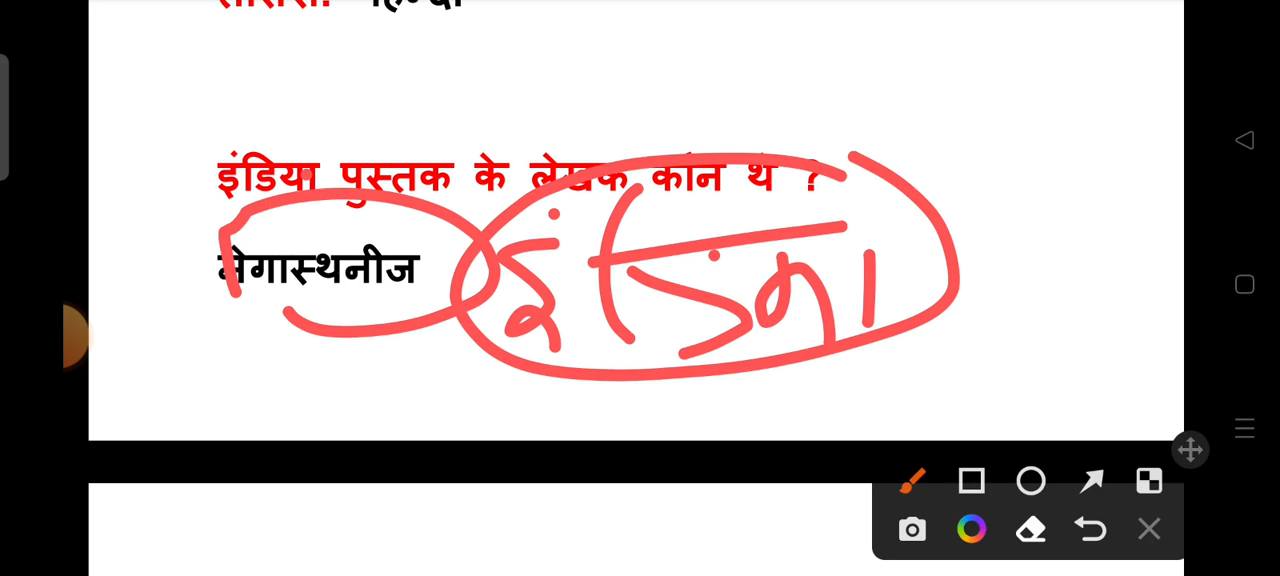 इंडिया पुस्तक के लेखक कौन थे ?
मेगास्थनीज
इंडिका